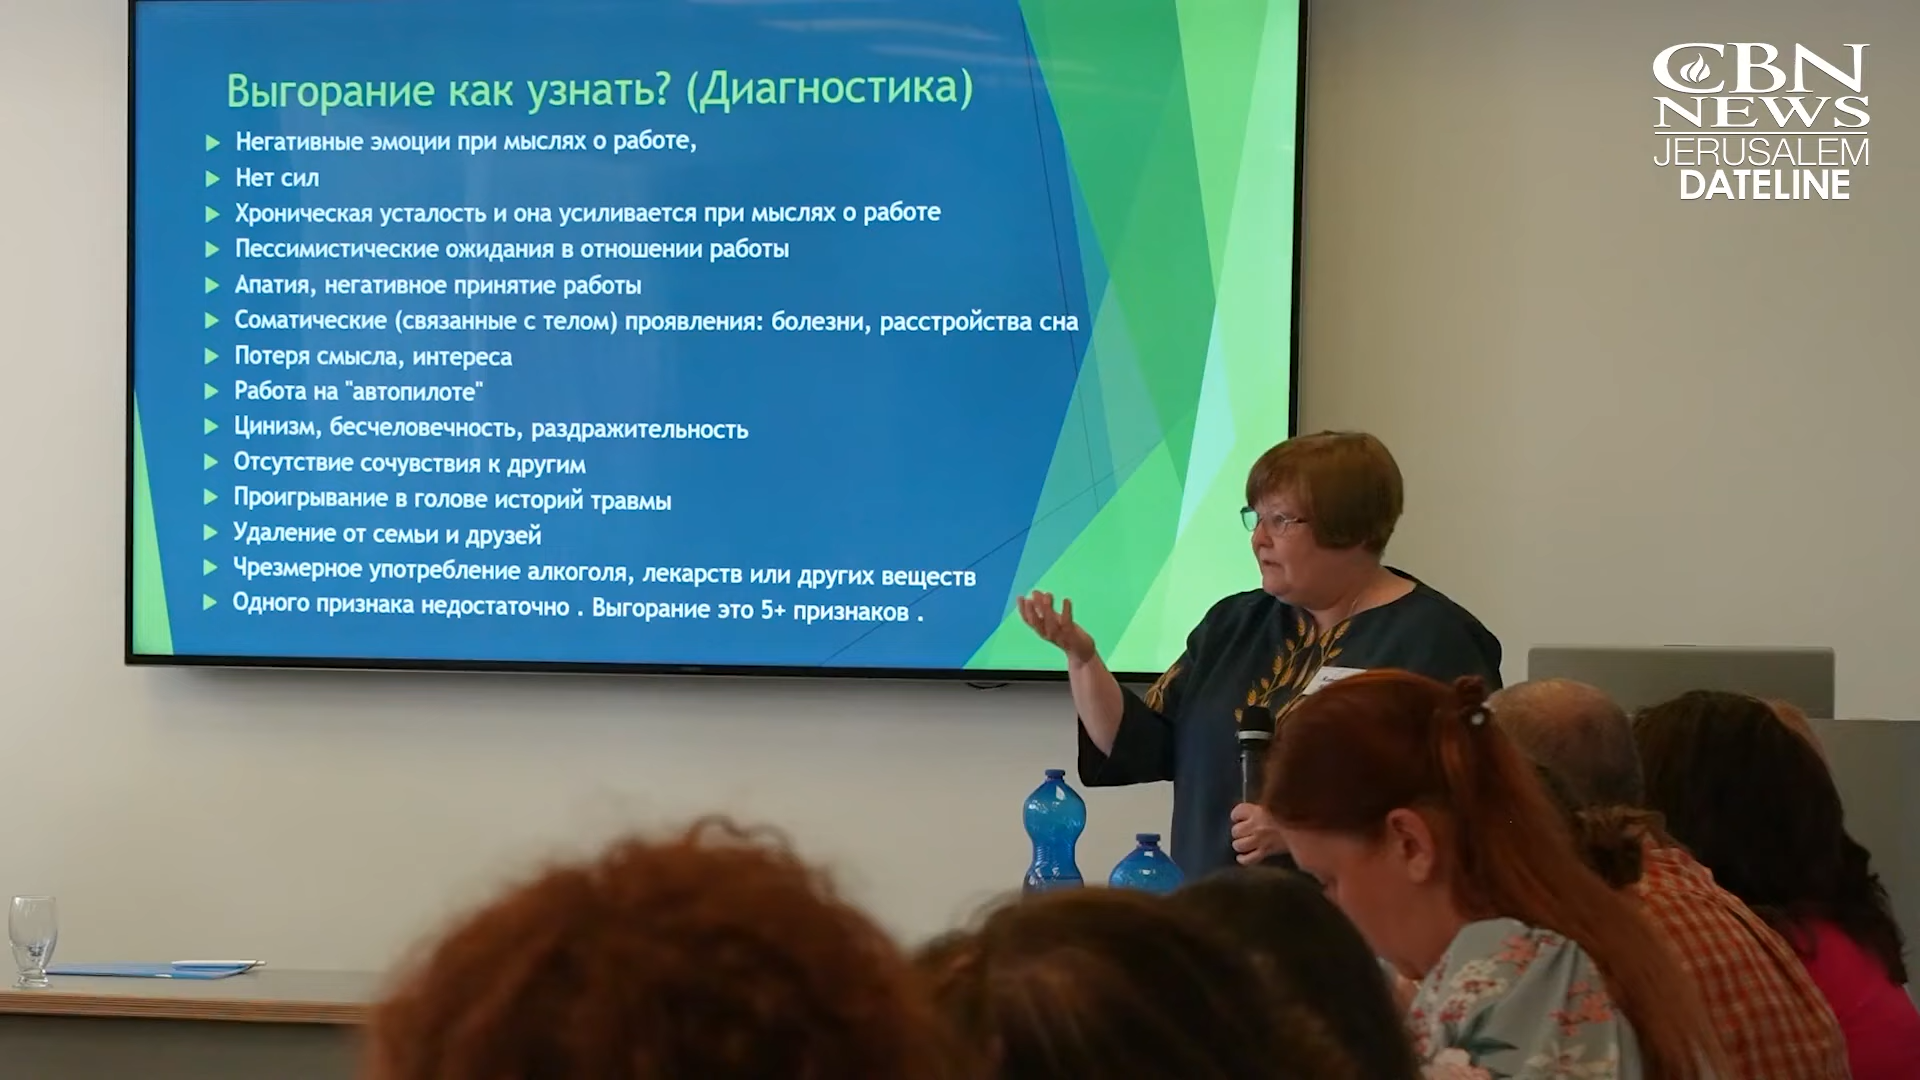 Выгорание как узнать? (Диагностика)
Негативные эмоции при мыслях о работе,
Нет сил
Хроническая усталость и она усиливается при мыслях о работе
Пессимистические ожидания в отношении работы
Апатия, негативное принятие работы
Соматические (связанные с телом) проявления: болезни, расстройства сна
Потеря смысла, интереса
Работа на "автопилоте"
Цинизм, бесчеловечность, раздражительность
Отсутствие сочувствия к другим
Проигрывание в голове историй травмы
Удаление от семьи и друзей
Чрезмерное употребление алкоголя, лекарств или других веществ
Одного признака недостаточно . Выгорание это 5+ признаков .
CBN
NEWS
JERUSALEM
DATELINE